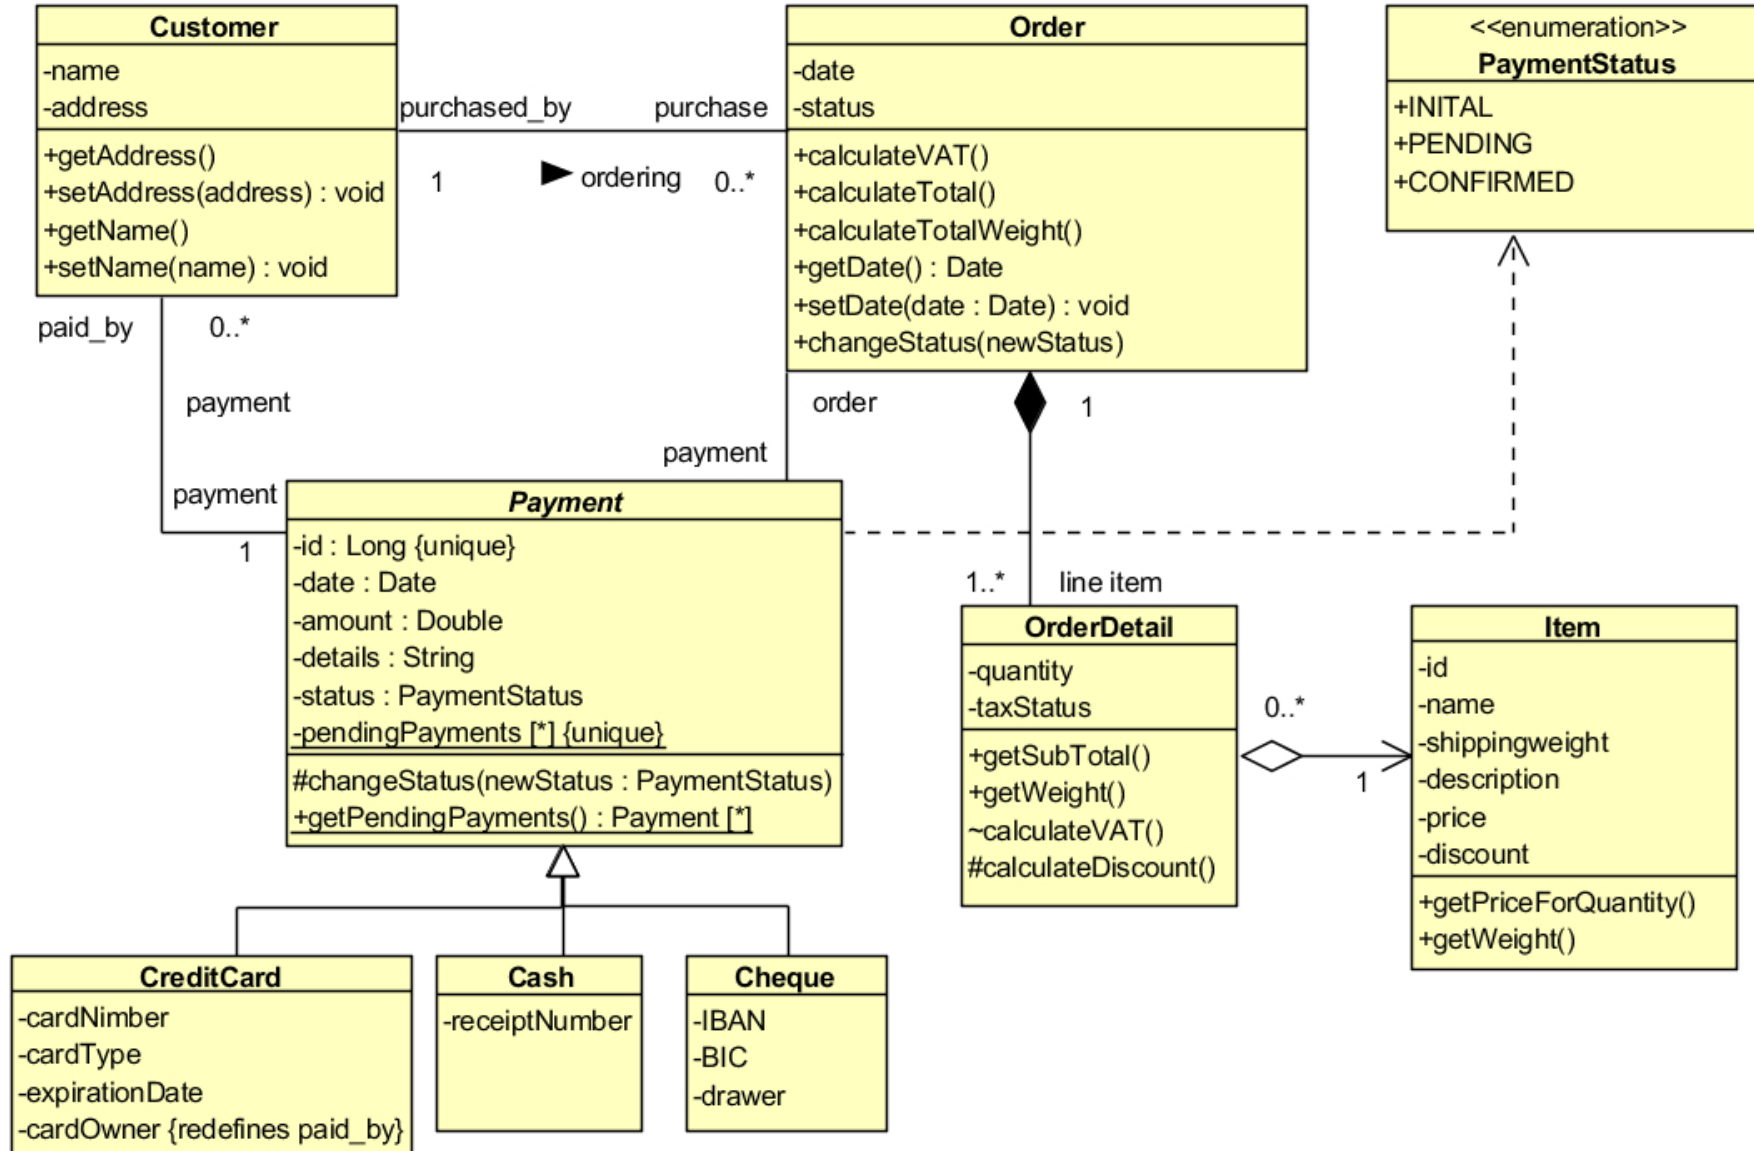 Customer
-name
-address
+getAddress()
+setAddress(address) : void
+getName()
+setName(name) : void
purchased_by
purchase
1
ordering
0..*
Order
-date
-status
+calculateVAT()
+calculateTotal()
+calculateTotalWeight()
+getDate() : Date
+setDate(date : Date) : void
+changeStatus(newStatus)
<<enumeration>>
PaymentStatus
+INITAL
+PENDING
+CONFIRMED
paid_by
0..*
payment
payment
1
order
payment
1
1..*
line item
Payment
-id : Long {unique}
-date : Date
-amount : Double
-details : String
-status : PaymentStatus
-pendingPayments [*] {unique}
#changeStatus(newStatus : PaymentStatus)
+getPendingPayments() : Payment [*]
OrderDetail
-quantity
-taxStatus
+getSubTotal()
+getWeight()
~calculateVAT()
#calculateDiscount()
0..*
1
Item
-id
-name
-shippingweight
-description
-price
-discount
+getPriceForQuantity()
+getWeight()
CreditCard
-cardNimber
-cardType
-expirationDate
-cardOwner {redefines paid_by}
Cash
-receiptNumber
Cheque
-IBAN
-BIC
-drawer